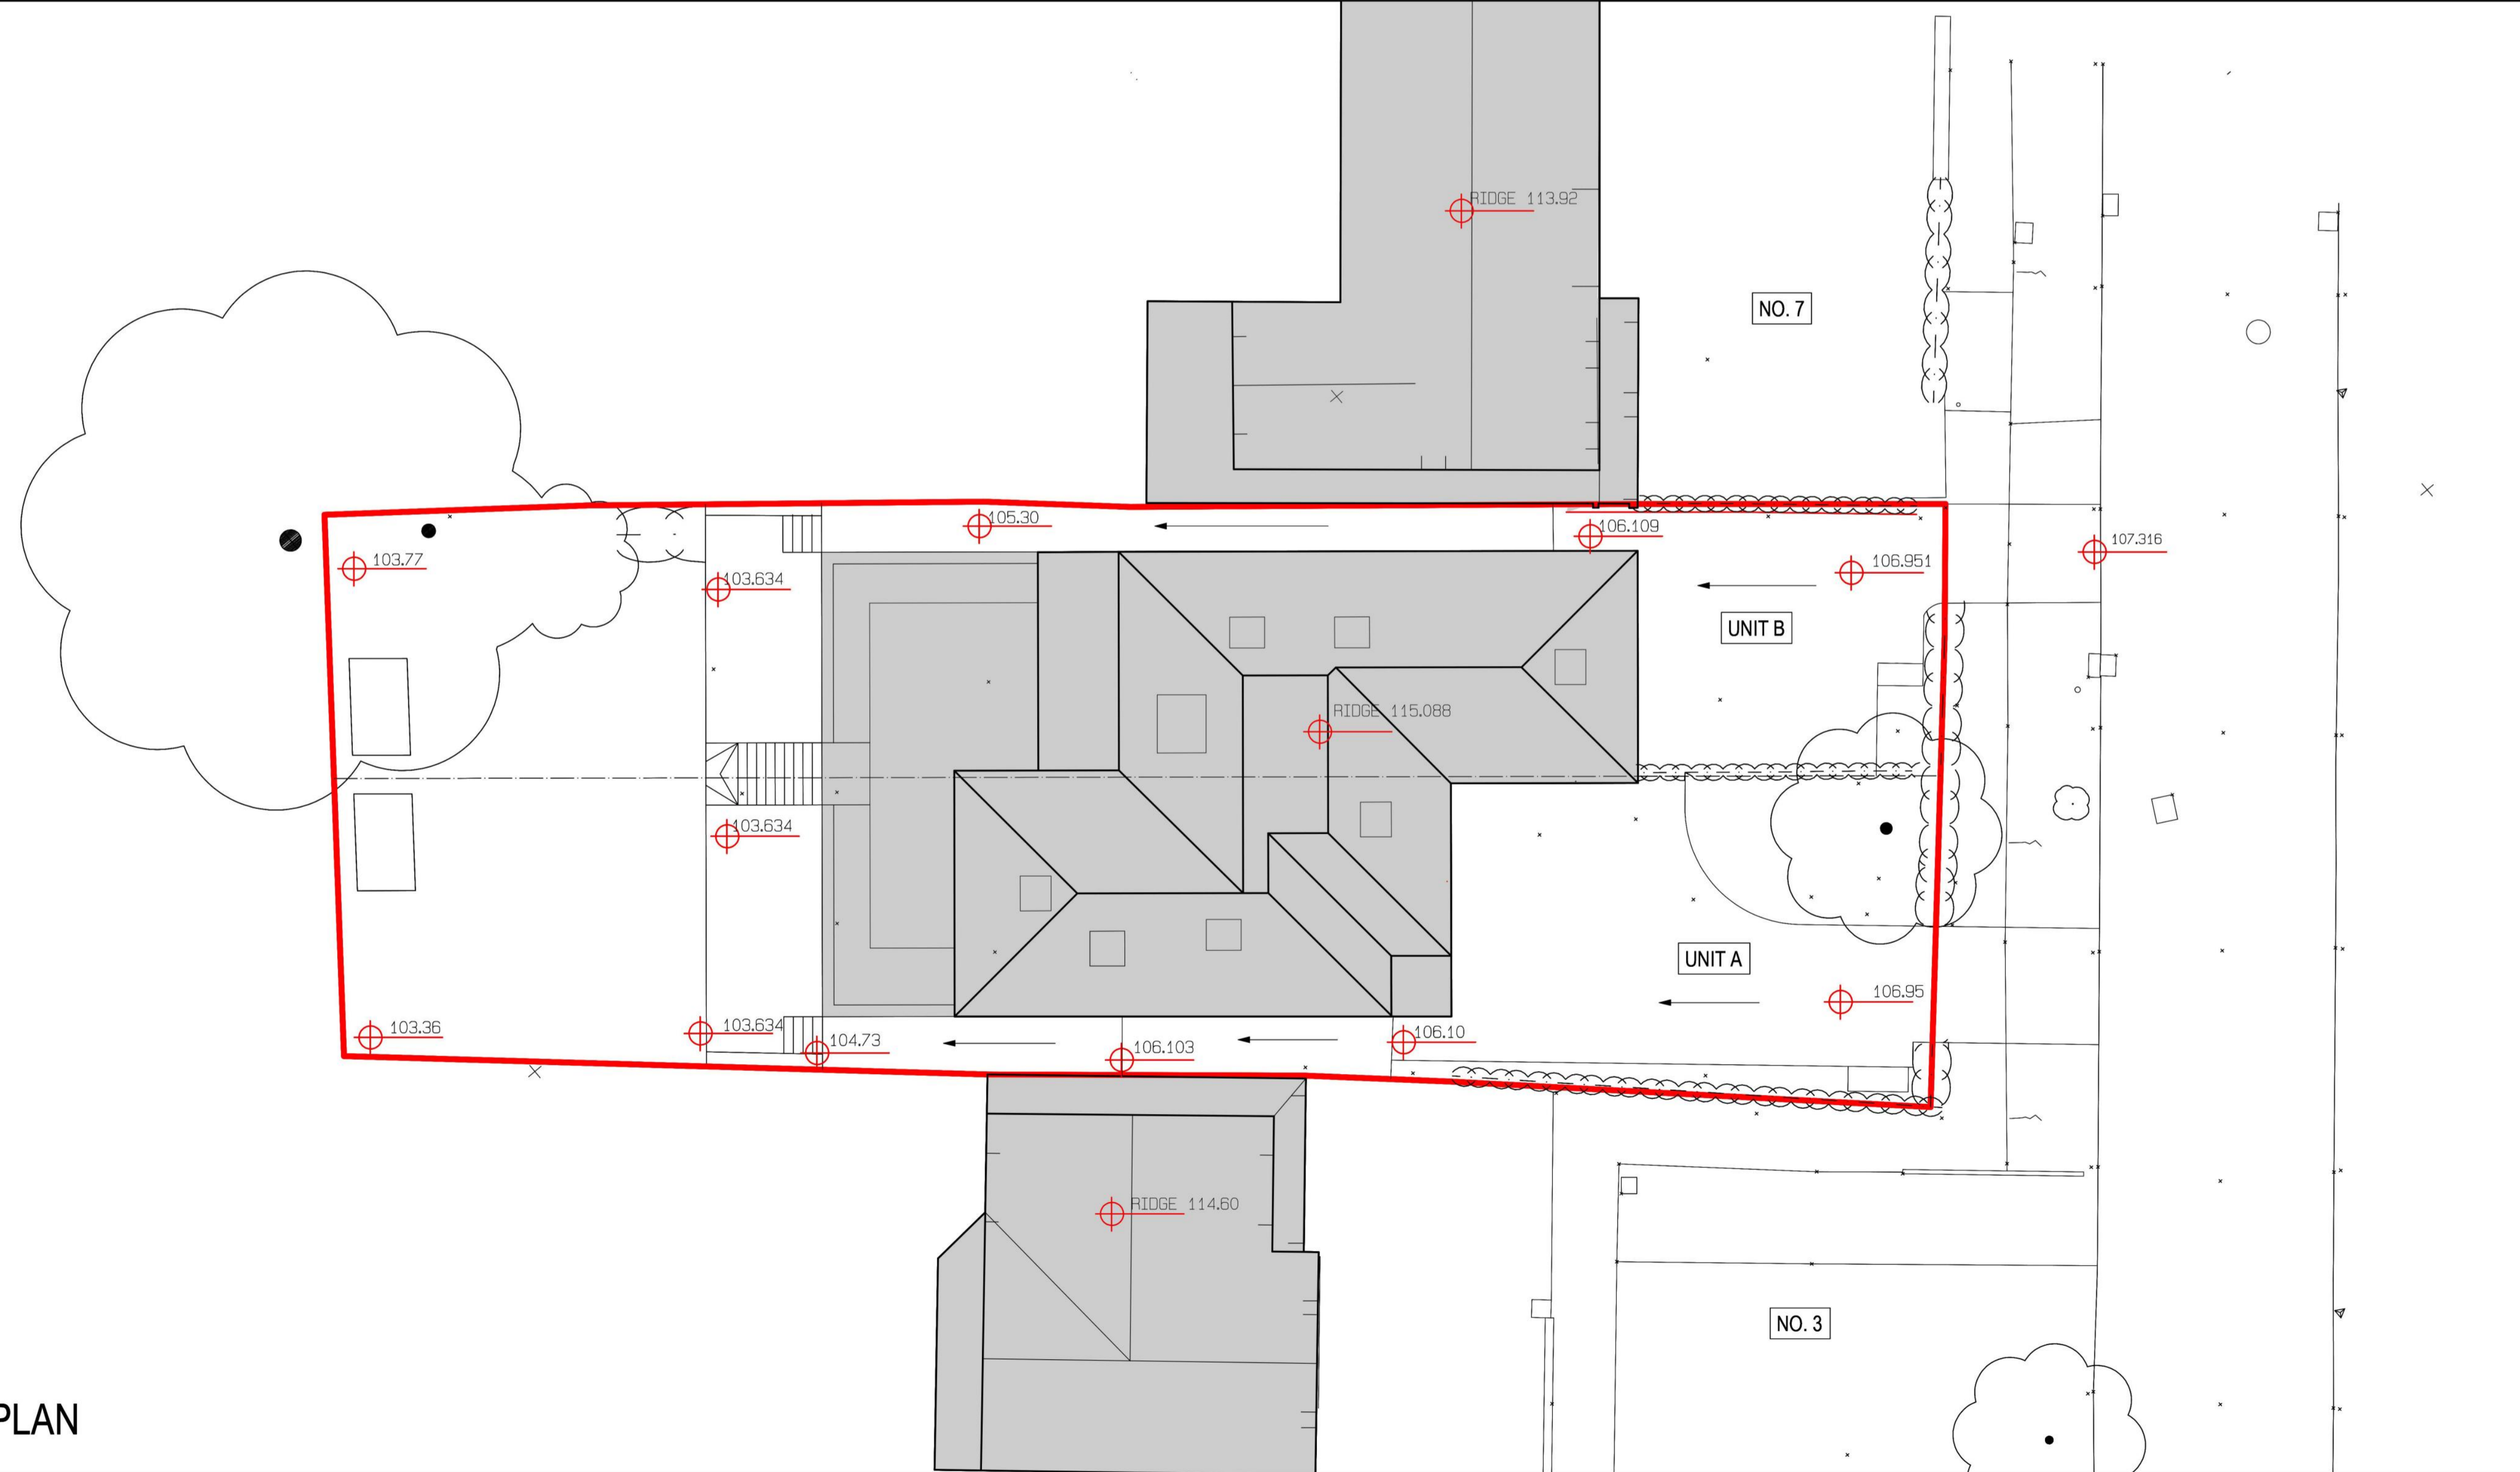 RIDGE 113.92
NO. 7
105.30
106.109
107.316
103.77
106.951
103.634
UNIT B
RIDGE 115.088
103.634
UNIT A
106.95
103.36
103.634
104.73
106.103
106.10
RIDGE 114.60
NO. 3
PLAN